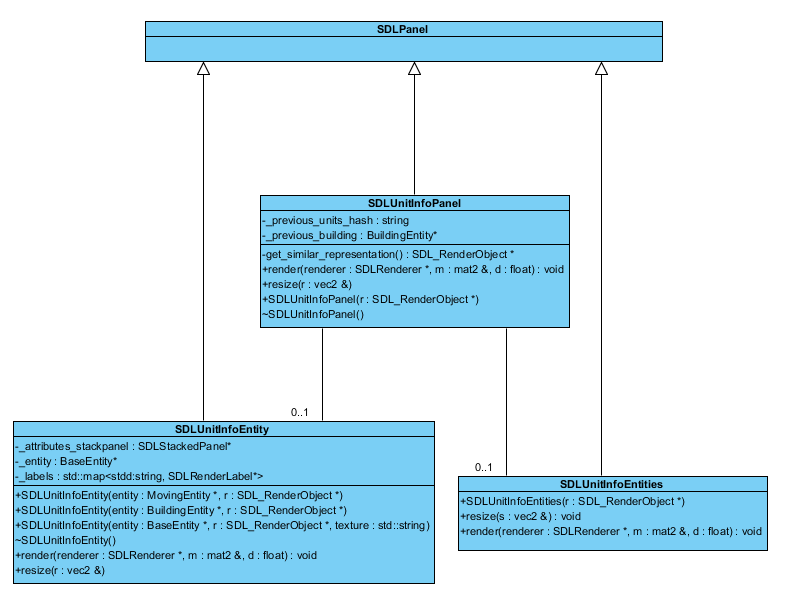 SDLPanel
SDLUnitInfoPanel
-_previous_units_hash : string
-_previous_building : BuildingEntity*
-get_similar_representation() : SDL_RenderObject *
+render(renderer : SDLRenderer *, m : mat2 &, d : float) : void
+resize(r : vec2 &)
+SDLUnitInfoPanel(r : SDL_RenderObject *)
~SDLUnitInfoPanel()
0..1
SDLUnitInfoEntity
-_attributes_stackpanel : SDLStackedPanel*
-_entity : BaseEntity*
-_labels : std::map<stdd:string, SDLRenderLabel*>
+SDLUnitInfoEntity(entity : MovingEntity *, r : SDL_RenderObject *)
+SDLUnitInfoEntity(entity : BuildingEntity *, r : SDL_RenderObject *)
+SDLUnitInfoEntity(entity : BaseEntity *, r : SDL_RenderObject *, texture : std::string)
~SDLUnitInfoEntity()
+render(renderer : SDLRenderer *, m : mat2 &, d : float) : void
+resize(r : vec2 &)
0..1
SDLUnitInfoEntities
+SDLUnitInfoEntities(r : SDL_RenderObject *)
+resize(s : vec2 &) : void
+render(renderer : SDLRenderer *, m : mat2 &, d : float) : void